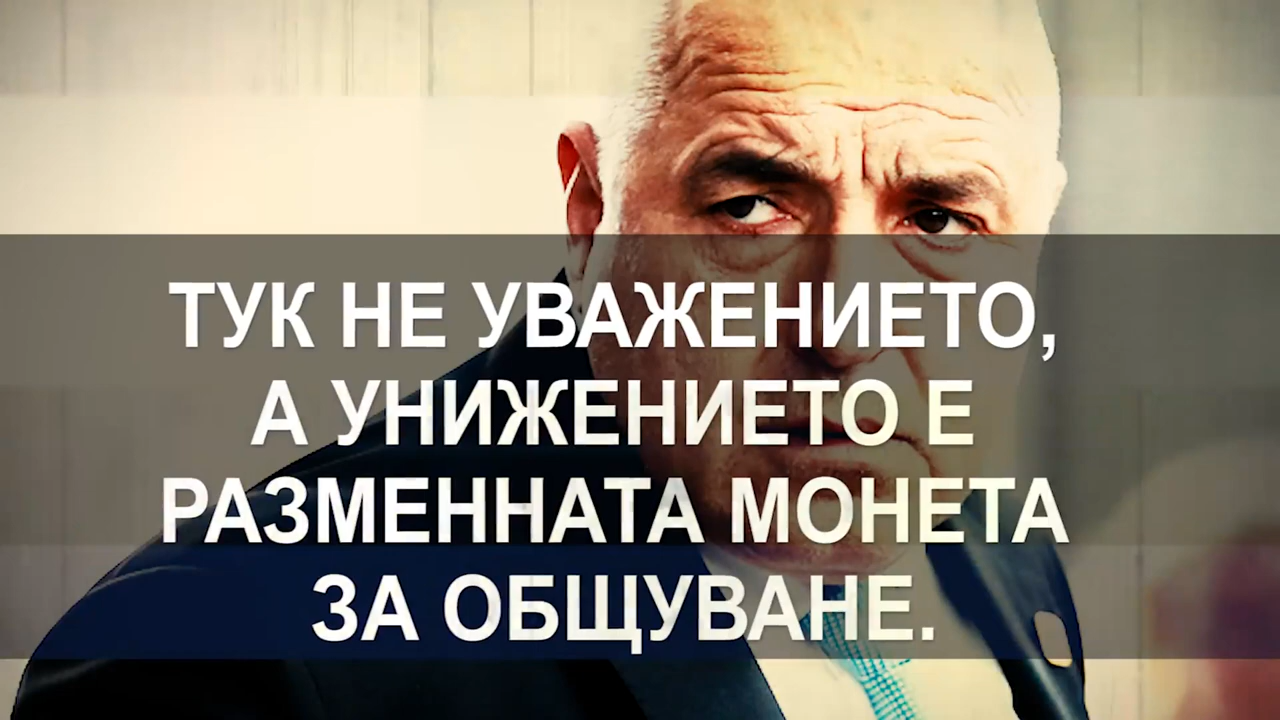 ТУК НЕ УВАЖЕНИЕТО,
А УНИЖЕНИЕТО Е
РАЗМЕННАТА МОНЕТА
ЗА ОБЩУВАНЕ.